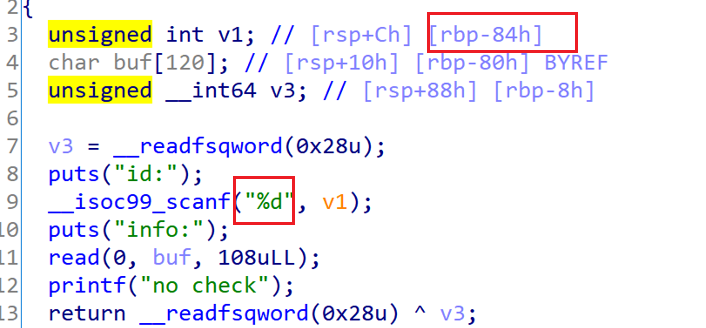 2 {
3 unsigned int v1; // [rsp+Ch] [rbp-84h]
4 char buf[120]; // [rsp+10h] [rbp-80h] BYREF
5 unsigned __int64 v3; // [rsp+88h] [rbp-8h]
6
7 v3 = __readfsqword(0x28u);
8 puts("id:");
9 __isoc99_scanf("%d", v1);
10 puts("info:");
11 read(0, buf, 108uLL);
12 printf("no check");
13 return __readfsqword(0x28u) ^ v3;